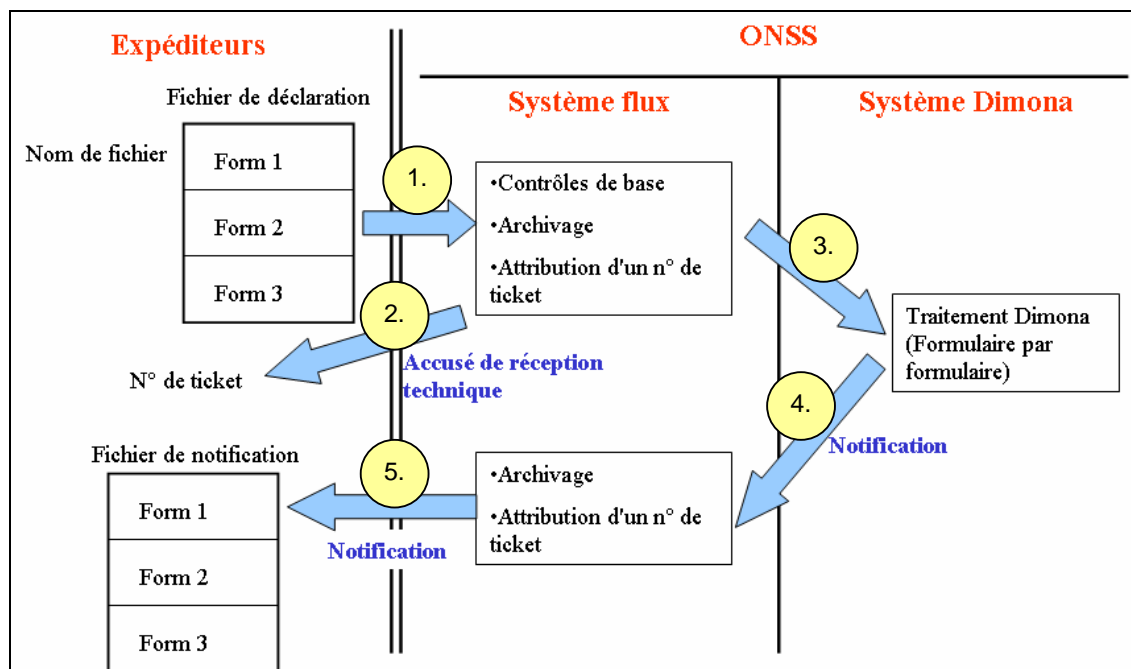 Expéditeurs
ONSS
Système flux
Système Dimona
Fichier de déclaration
Nom de fichier
Form 1
Form 2
Form 3
1.
•Contrôles de base
•Archivage
•Attribution d'un n° de
ticket
2.
Accusé de réception
technique
N° de ticket
3.
Traitement Dimona
(Formulaire par
formulaire)
4.
Notification
•Archivage
•Attribution d'un n° de
ticket
5.
Notification
Fichier de notification
Form 1
Form 2
Form 3